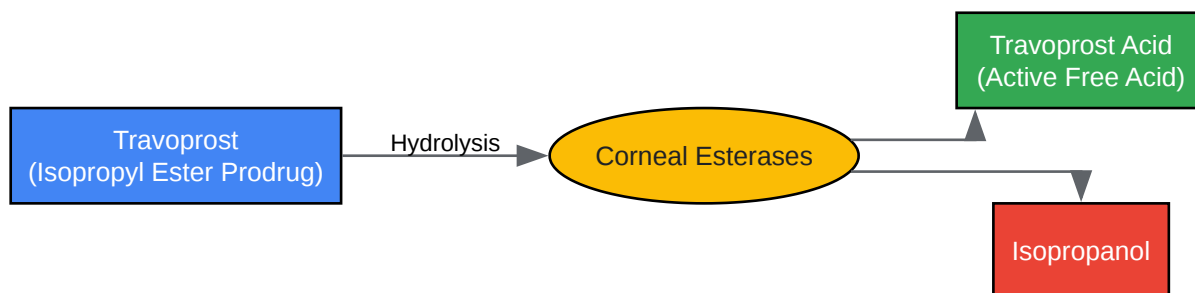 Travoprost
(Isopropyl Ester Prodrug)
Hydrolysis
Corneal Esterases
Travoprost Acid
(Active Free Acid)
Isopropanol